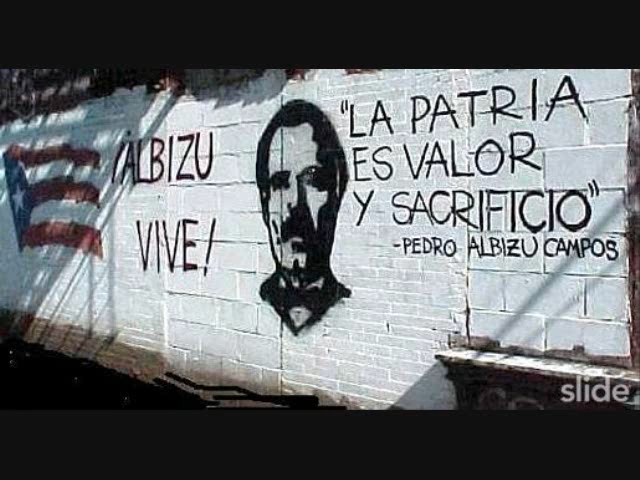 ¡ALBIZU
VIVE!
"LA PATRIA
ES VALOR
Y SACRIFICIO"
-PEDRO ALBIZU CAMPOS
slide